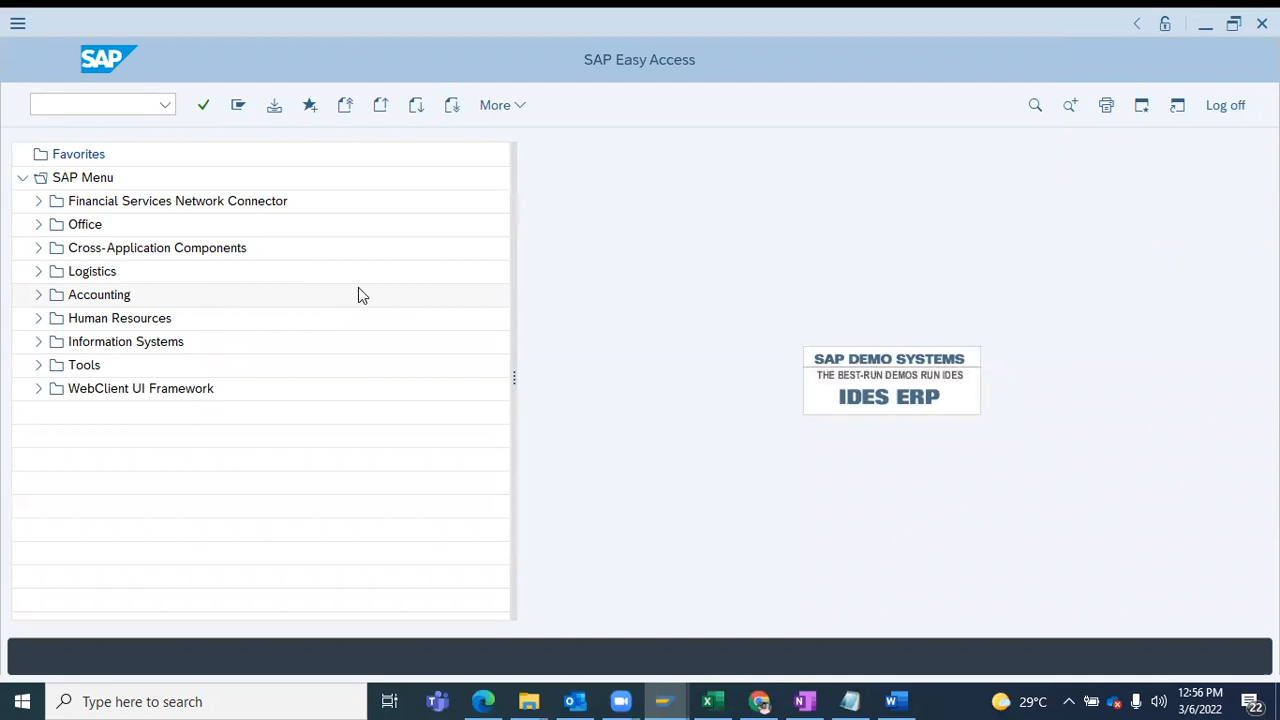 SAP
SAP Easy Access
More
Log off
Favorites
SAP Menu
Financial Services Network Connector
Office
Cross-Application Components
Logistics
Accounting
Human Resources
Information Systems
Tools
WebClient UI Framework
SAP DEMO SYSTEMS
THE BEST-RUN DEMOS RUN IDES
IDES ERP
Type here to search
29°C
12:56 PM
3/6/2022
22